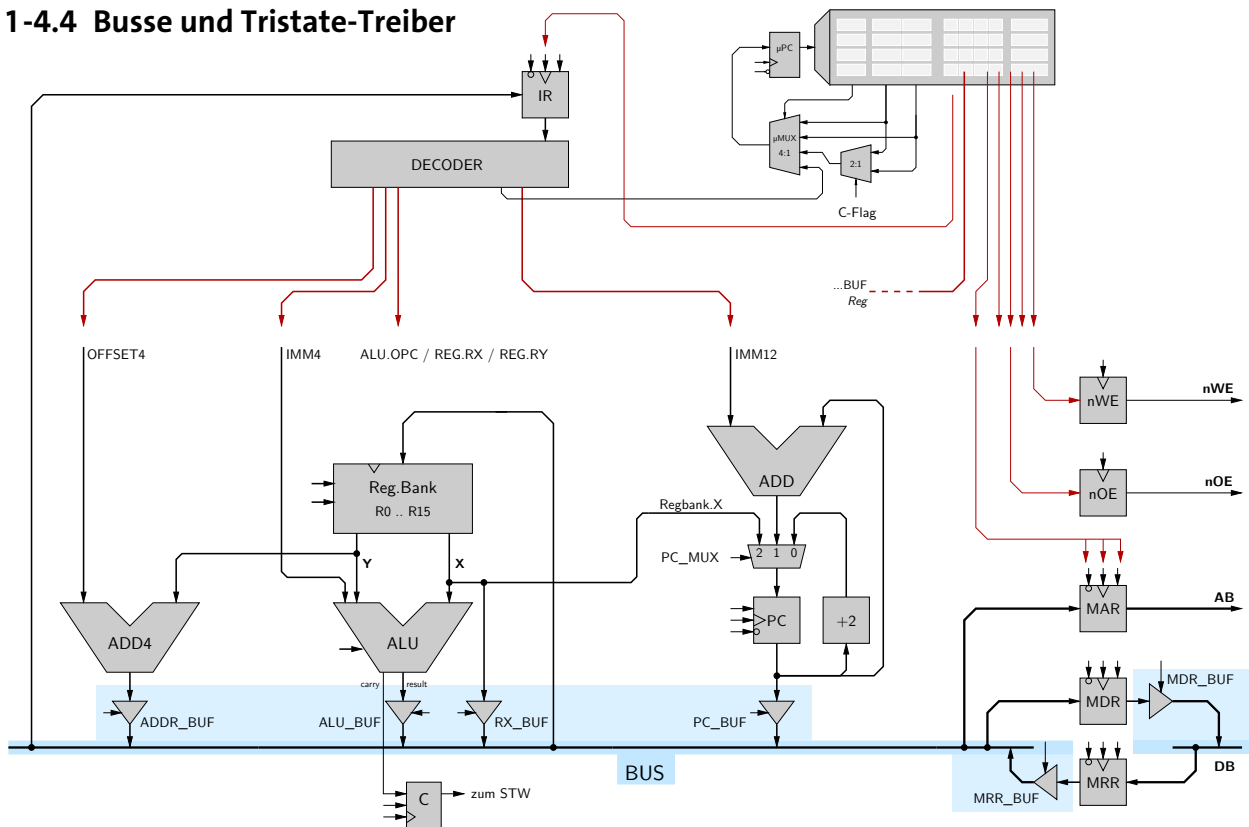 1-4.4 Busse und Tristate-Treiber
µPC
IR
µMUX
4:1
2:1
DECODER
C-Flag
...BUF
Reg
OFFSET4
IMM4
ALU.OPC / REG.RX / REG.RY
IMM12
nWE
nWE
ADD
Reg.Bank
R0 .. R15
nOE
nOE
Regbank.X
Y
X
PC_MUX
2 1 0
ADD4
ALU
PC
+2
MAR
AB
carry
result
MDR
MDR_BUF
ADDR_BUF
ALU_BUF
RX_BUF
PC_BUF
BUS
DB
MRR_BUF
MRR
C
zum STW